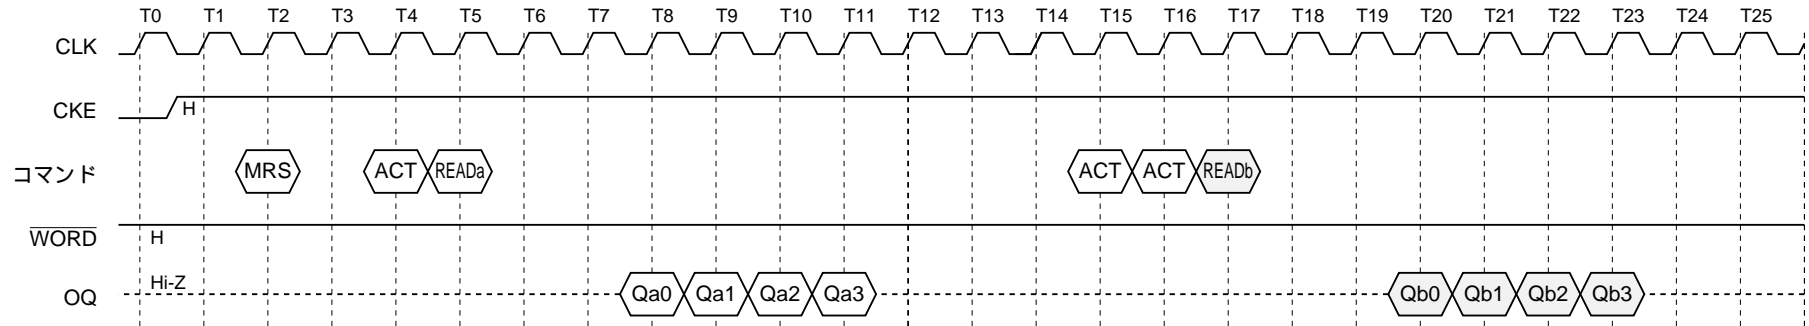 T0 T1 T2 T3 T4 T5 T6 T7 T8 T9 T10 T11 T12 T13 T14 T15 T16 T17 T18 T19 T20 T21 T22 T23 T24 T25
CLK
CKE H
コマンド MRS ACT READa ACT ACT READb
WORD H
OQ Hi-Z Qa0 Qa1 Qa2 Qa3 Qb0 Qb1 Qb2 Qb3